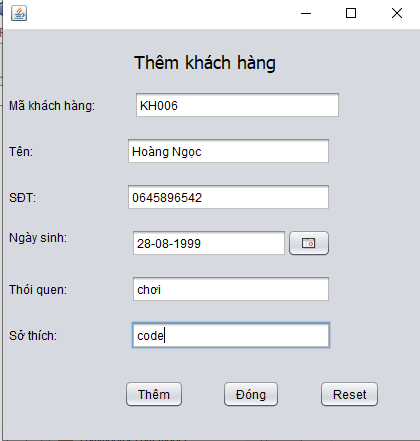 Thêm khách hàng
Mã khách hàng: KH006
Tên: Hoàng Ngọc
SĐT: 0645896542
Ngày sinh: 28-08-1999
Thói quen: chơi
Sở thích: code
Thêm Đóng Reset